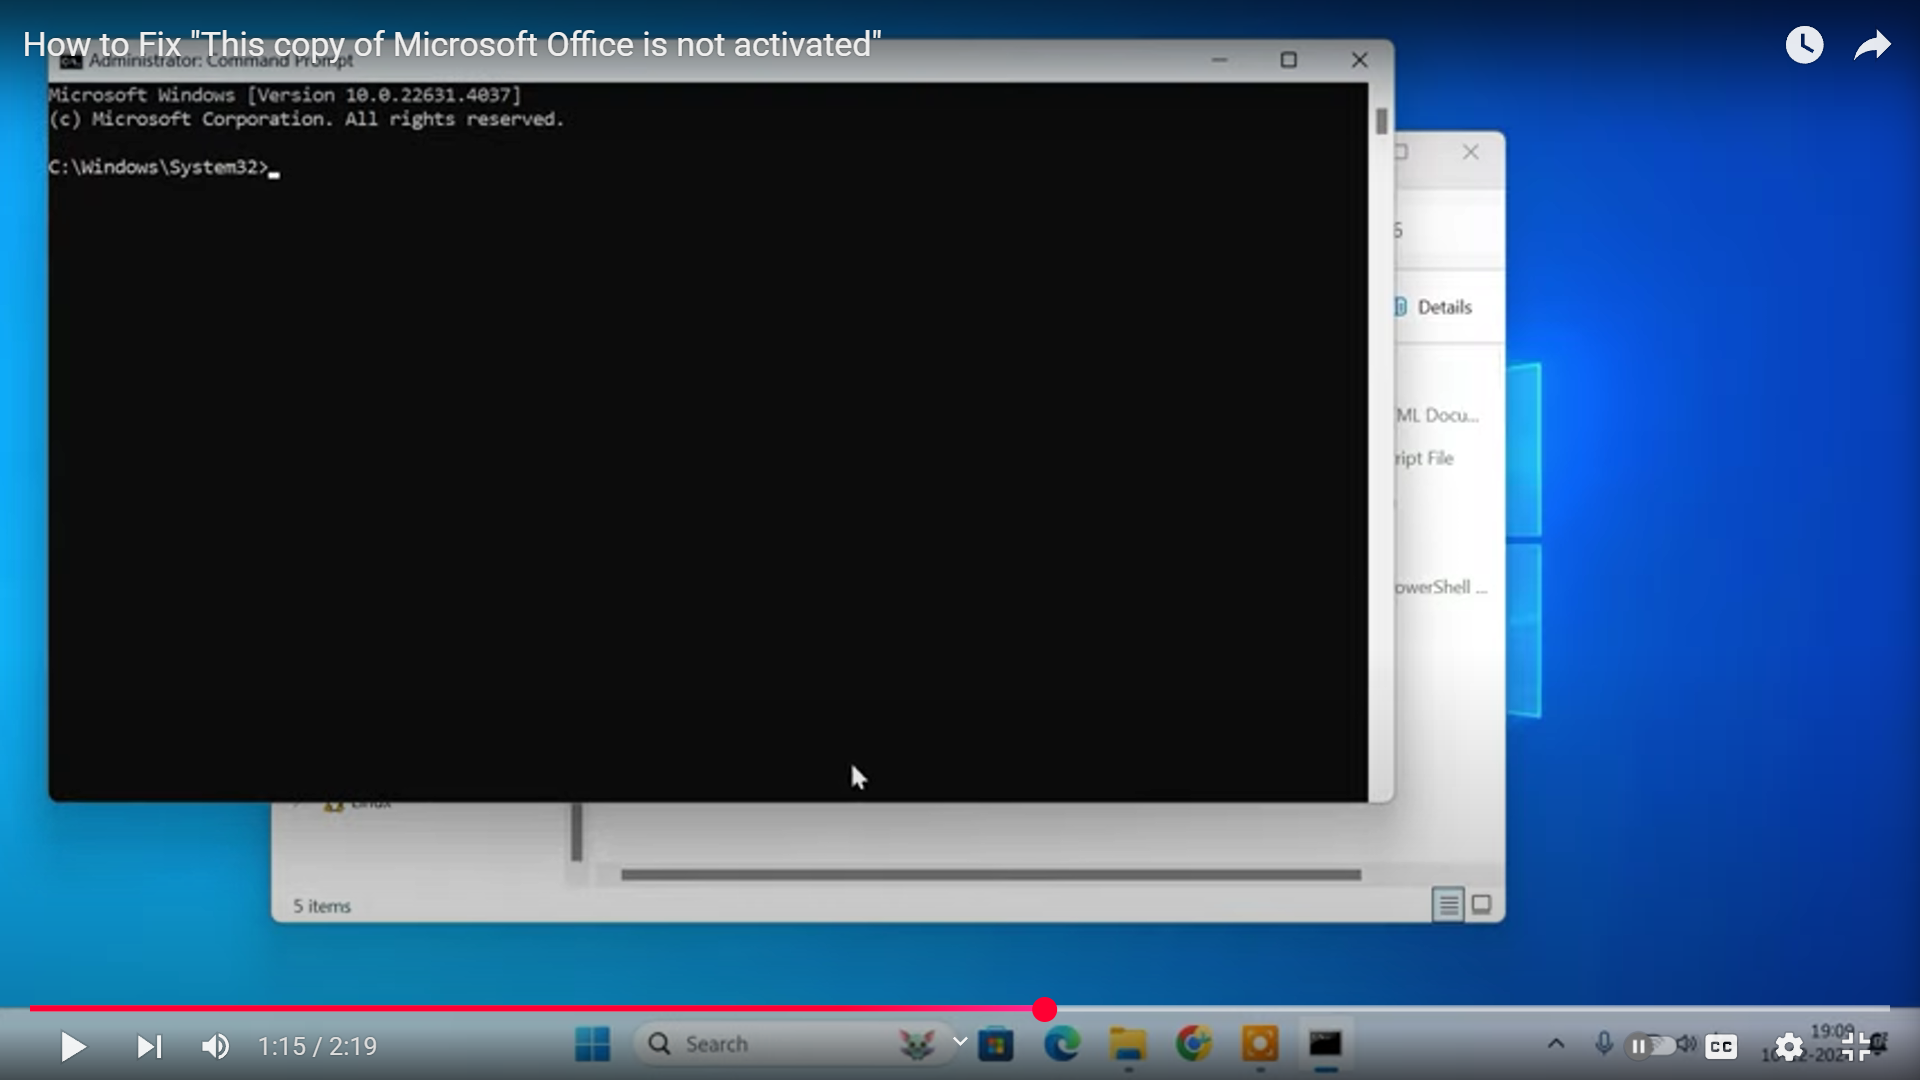 How to Fix "This copy of Microsoft Office is not activated"
Administrator: Command Prompt
Microsoft Windows [Version 10.0.22631.4037]
(c) Microsoft Corporation. All rights reserved.
C:\Windows\System32>
Details
ML Docu...
ript File
owerShell ...
Linux
5 items
1:15 / 2:19
Search
CC
19:09